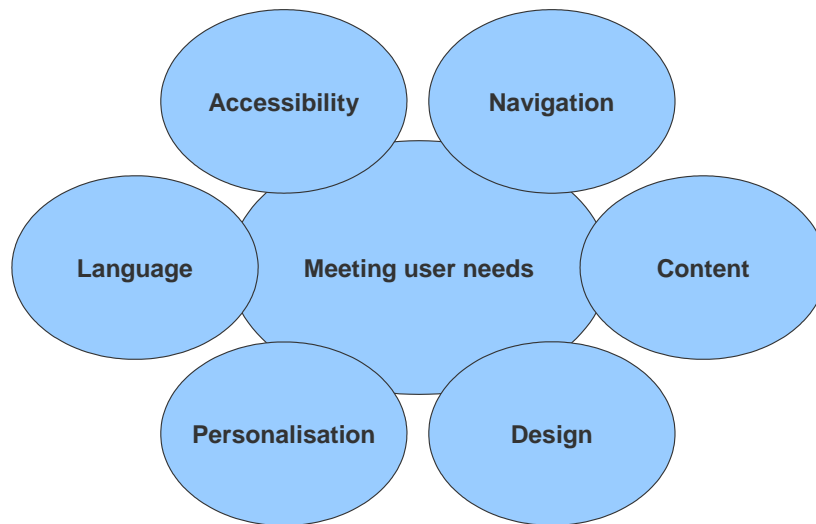 Accessibility
Navigation
Language
Meeting user needs
Content
Personalisation
Design